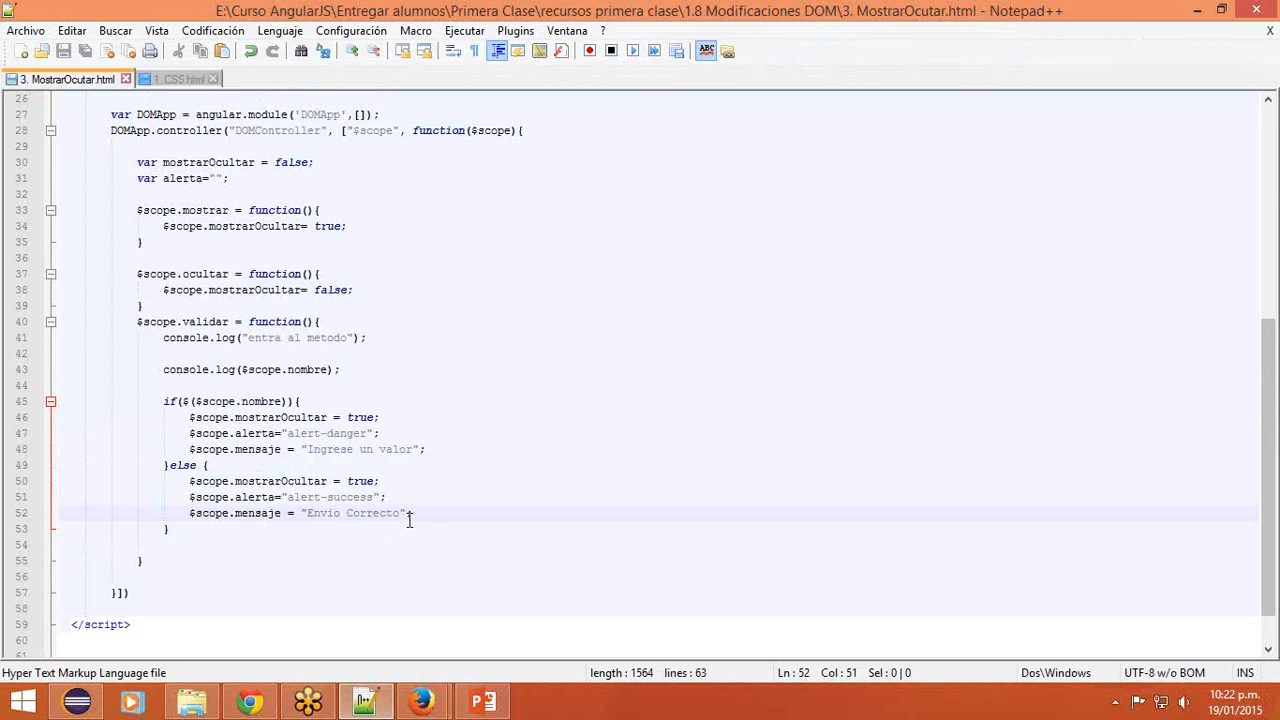 E:\Curso AngularJS\Entregar alumnos\Primera Clase\recursos primera clase\1.8 Modificaciones DOM\3. MostrarOcutar.html - Notepad++
Archivo Editar Buscar Vista Codificación Lenguaje Configuración Macro Ejecutar Plugins Ventana ? X
ABC
3. MostrarOcutar.html 1. CSS.html
26
27 var DOMApp = angular.module('DOMApp',[]);
28 DOMApp.controller("DOMController", ["$scope", function($scope){
29
30 var mostrarOcultar = false;
31 var alerta="";
32
33 $scope.mostrar = function(){
34 $scope.mostrarOcultar= true;
35 }
36
37 $scope.ocultar = function(){
38 $scope.mostrarOcultar= false;
39 }
40 $scope.validar = function(){
41 console.log("entra al metodo");
42
43 console.log($scope.nombre);
44
45 if($($scope.nombre)){
46 $scope.mostrarOcultar = true;
47 $scope.alerta="alert-danger";
48 $scope.mensaje = "Ingrese un valor";
49 }else {
50 $scope.mostrarOcultar = true;
51 $scope.alerta="alert-success";
52 $scope.mensaje = "Envio Correcto";
53 }
54
55 }
56
57 }])
58
59 </script>
60
61
Hyper Text Markup Language file length : 1564 lines : 63 Ln : 52 Col : 51 Sel : 0 | 0 Dos\Windows UTF-8 w/o BOM INS
10:22 p.m.
19/01/2015